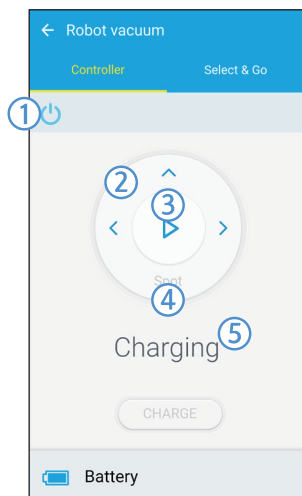 Robot vacuum
Controller Select & Go
1
2
3
Spot
4
5
Charging
CHARGE
Battery